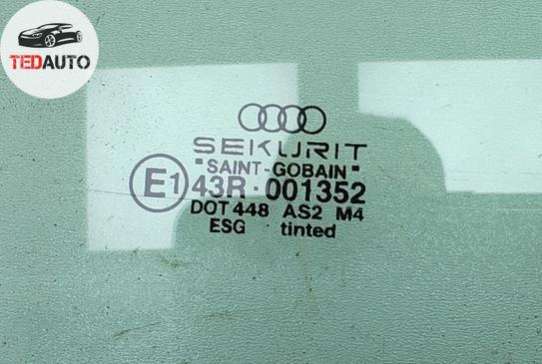 TEDAUTO
SEKURIT
"SAINT-GOBAIN"
E1 43R-001352
DOT 448 AS2 M4
ESG tinted